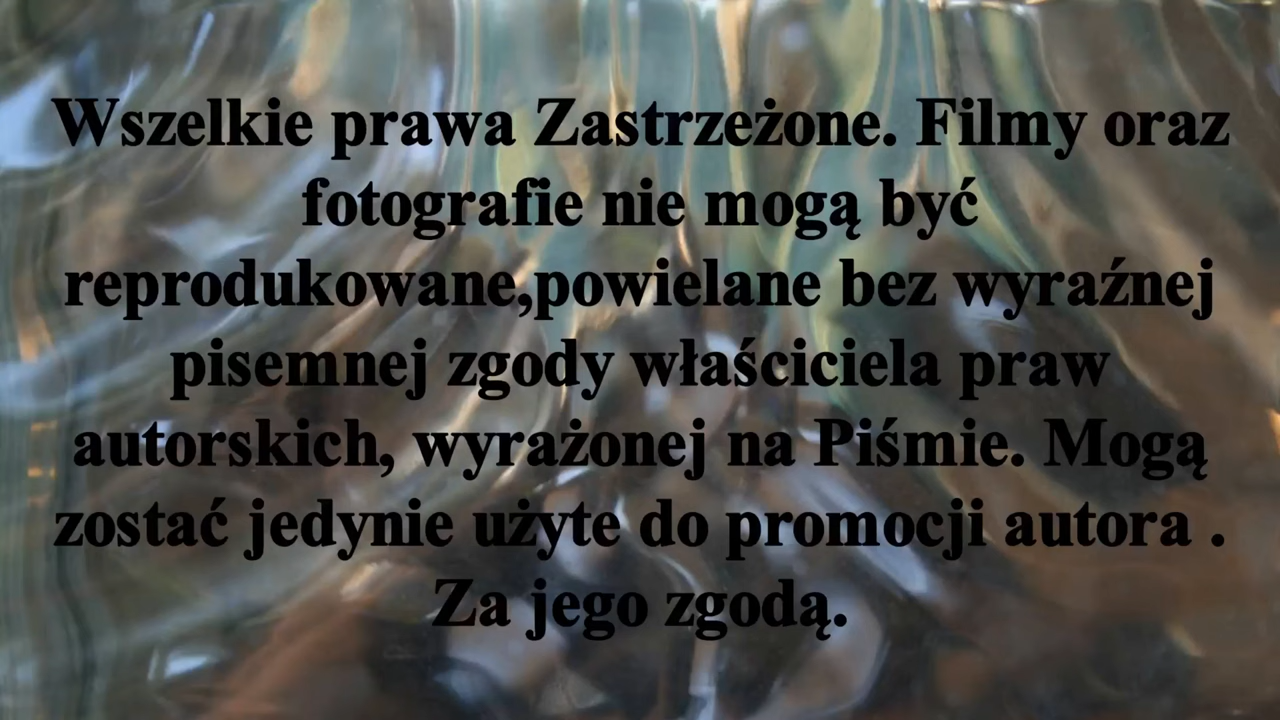 Wszelkie prawa Zastrzeżone. Filmy oraz
fotografie nie mogą być
reprodukowane,powielane bez wyraźnej
pisemnej zgody właściciela praw
autorskich, wyrażonej na Piśmie. Mogą
zostać jedynie użyte do promocji autora .
Za jego zgodą.